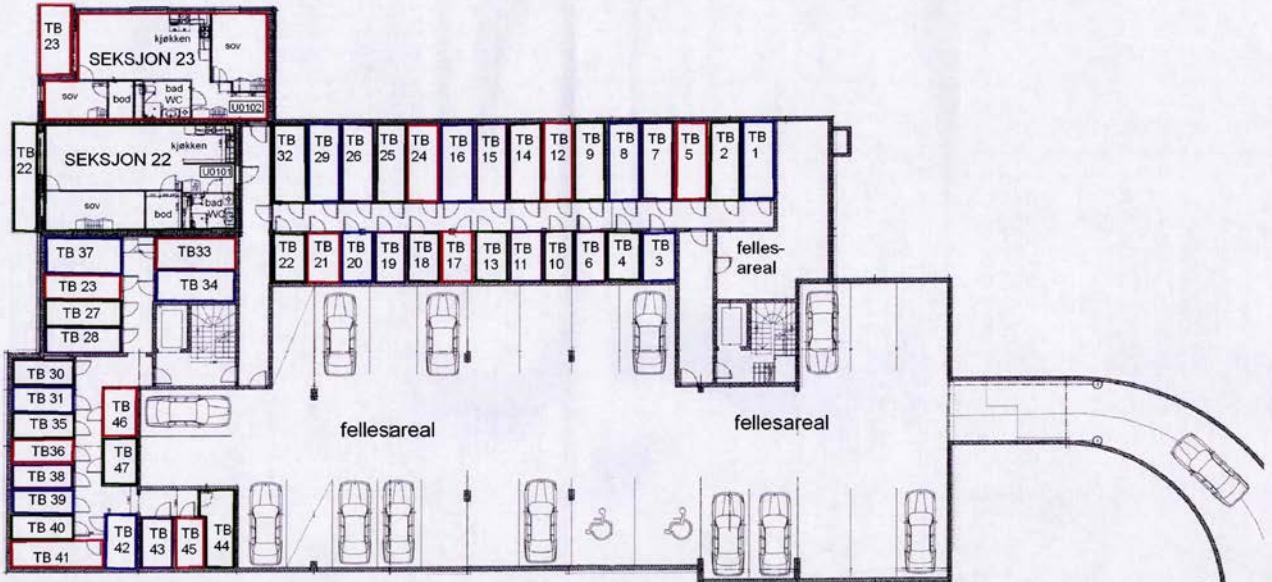 TB
23
kjøkken
sov
SEKSJON 23
sov
bod
bad
WC
U0102
TB
22
kjøkken
SEKSJON 22
U0101
sov
bod
bad
WC
TB
32
TB
29
TB
26
TB
25
TB
24
TB
16
TB
15
TB
14
TB
12
TB
9
TB
8
TB
7
TB
5
TB
2
TB
1
TB
22
TB
21
TB
20
TB
19
TB
18
TB
17
TB
13
TB
11
TB
10
TB
6
TB
4
TB
3
felles-
areal
TB 37
TB33
TB 23
TB 34
TB 27
TB 28
TB 30
TB 31
TB 35
TB36
TB 38
TB 39
TB 40
TB 41
TB
46
TB
47
TB
42
TB
43
TB
45
TB
44
fellesareal
fellesareal